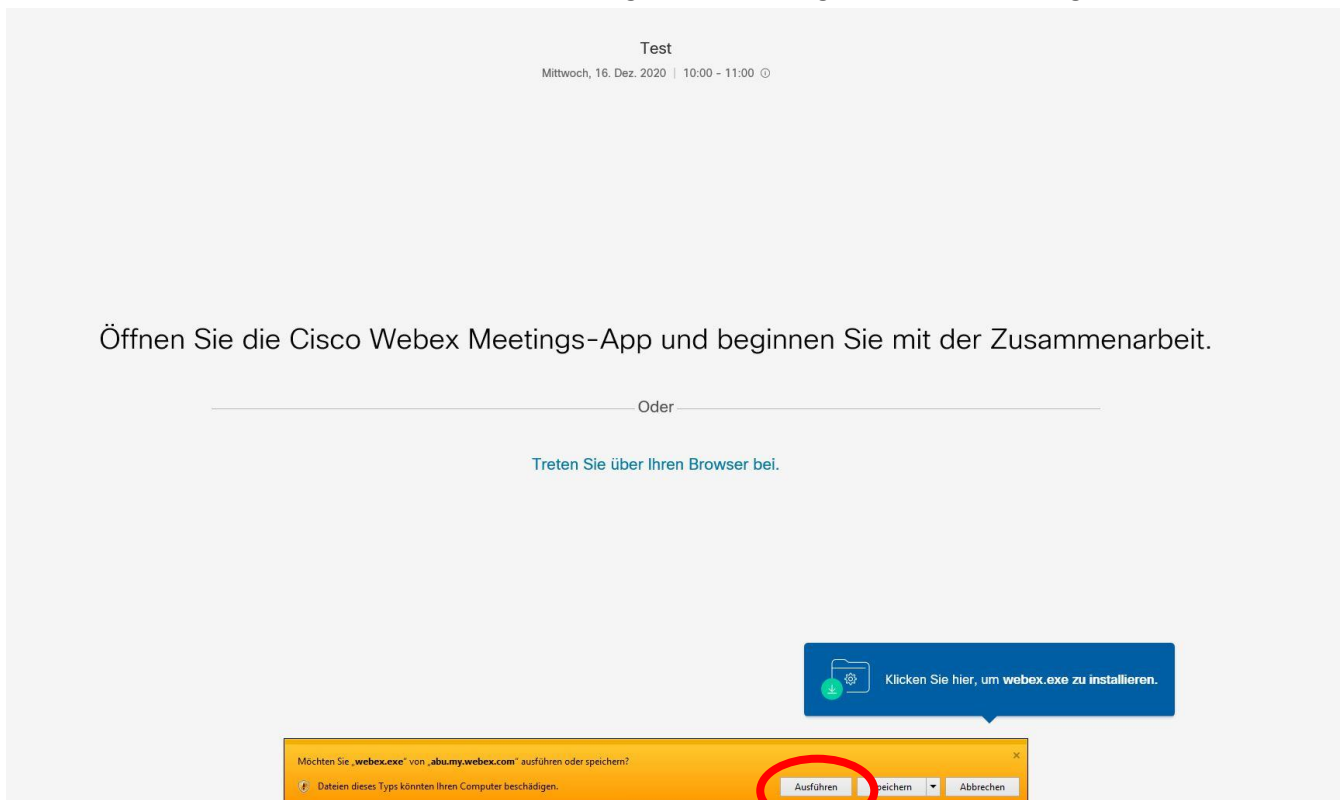 Test
Mittwoch, 16. Dez. 2020 | 10:00 - 11:00
Öffnen Sie die Cisco Webex Meetings-App und beginnen Sie mit der Zusammenarbeit.
Oder
Treten Sie über Ihren Browser bei.
Klicken Sie hier, um webex.exe zu installieren.
Möchten Sie „webex.exe“ von „abu.my.webex.com“ ausführen oder speichern?
Dateien dieses Typs könnten Ihren Computer beschädigen.
Ausführen peichern Abbrechen